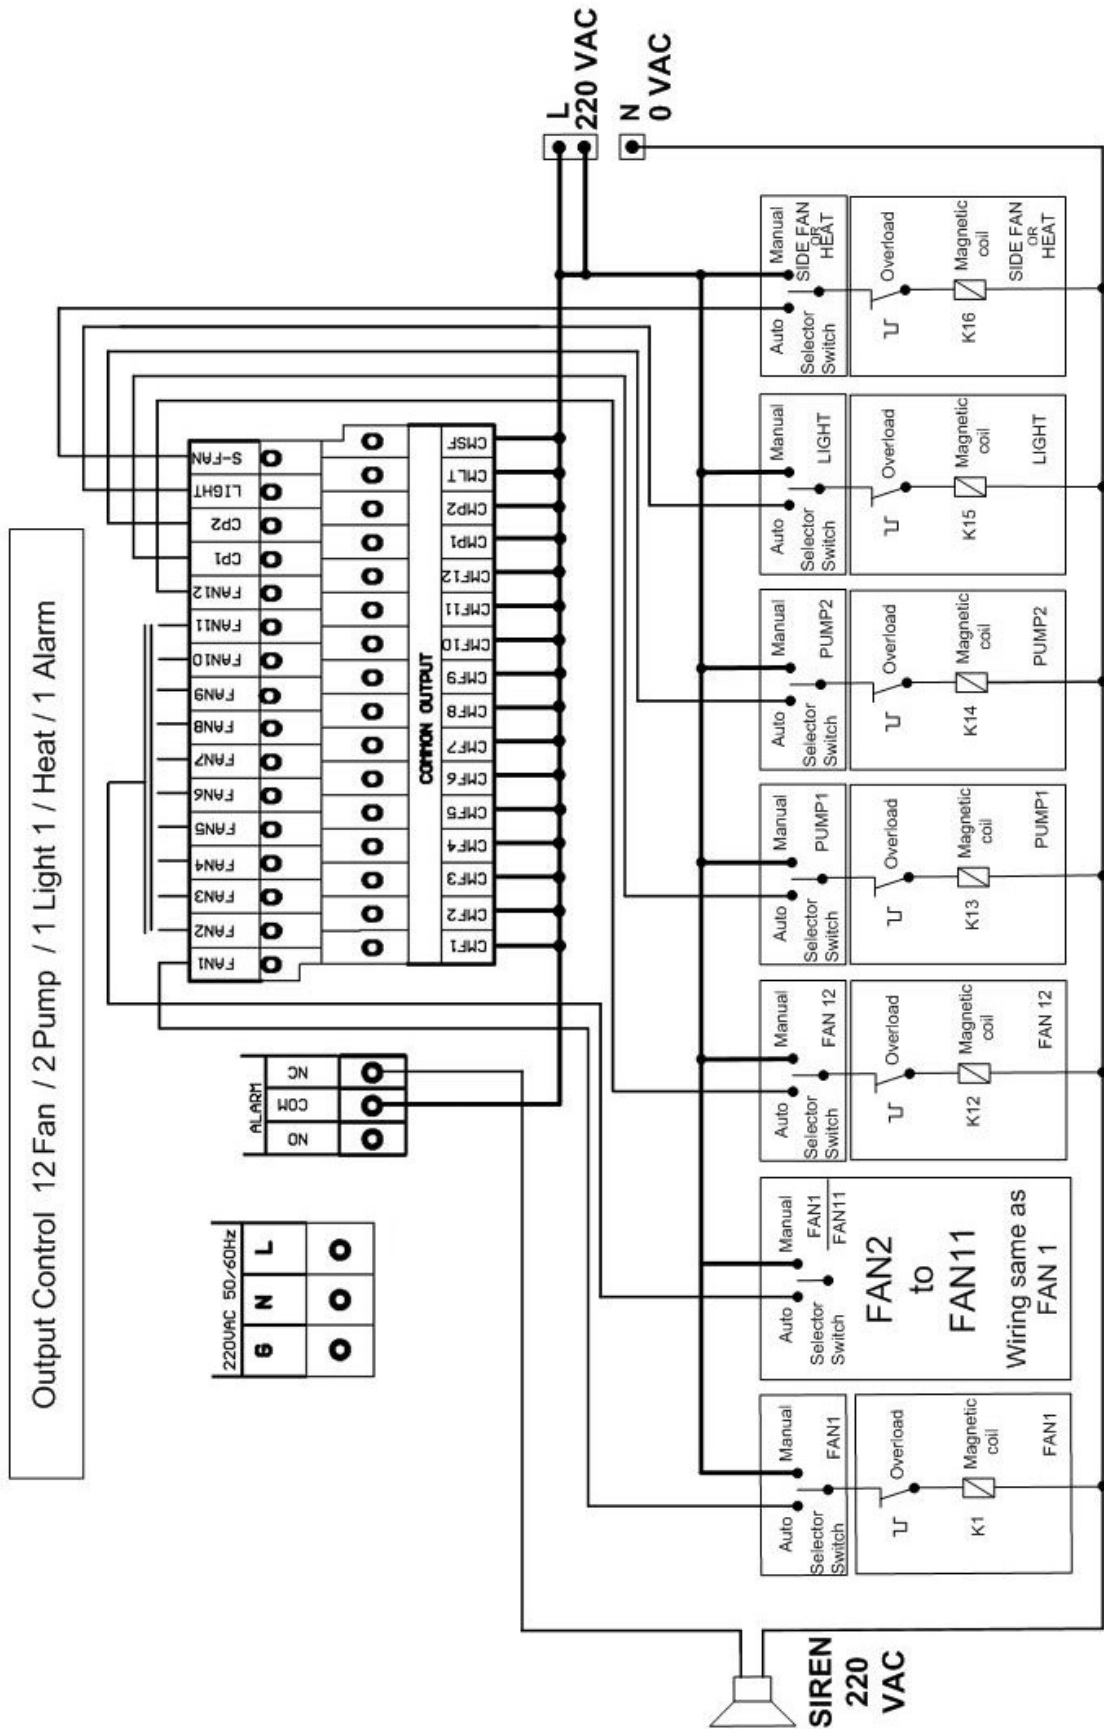 Output Control 12 Fan / 2 Pump / 1 Light 1 / Heat / 1 Alarm
220VAC 50/60Hz
G N L
ALARM
NO COM NC
FAN1 FAN2 FAN3 FAN4 FAN5 FAN6 FAN7 FAN8 FAN9 FAN10 FAN11 FAN12 CP1 CP2 LIGHT S-FAN
COMMON OUTPUT
CMF1 CMF2 CMF3 CMF4 CMF5 CMF6 CMF7 CMF8 CMF9 CMF10 CMF11 CMF12 CMP1 CMP2 CMLT CMSF
L
220 VAC
N
0 VAC
SIREN
220
VAC
Auto Manual
Selector
Switch
FAN1
Overload
K1
Magnetic
coil
FAN1
Auto Manual
Selector
Switch
FAN1
FAN11
FAN2
to
FAN11
Wiring same as
FAN 1
Auto Manual
Selector
Switch
FAN 12
Overload
K12
Magnetic
coil
FAN 12
Auto Manual
Selector
Switch
PUMP1
Overload
K13
Magnetic
coil
PUMP1
Auto Manual
Selector
Switch
PUMP2
Overload
K14
Magnetic
coil
PUMP2
Auto Manual
Selector
Switch
LIGHT
Overload
K15
Magnetic
coil
LIGHT
Auto Manual
Selector
Switch
SIDE FAN
OR
HEAT
Overload
K16
Magnetic
coil
SIDE FAN
OR
HEAT